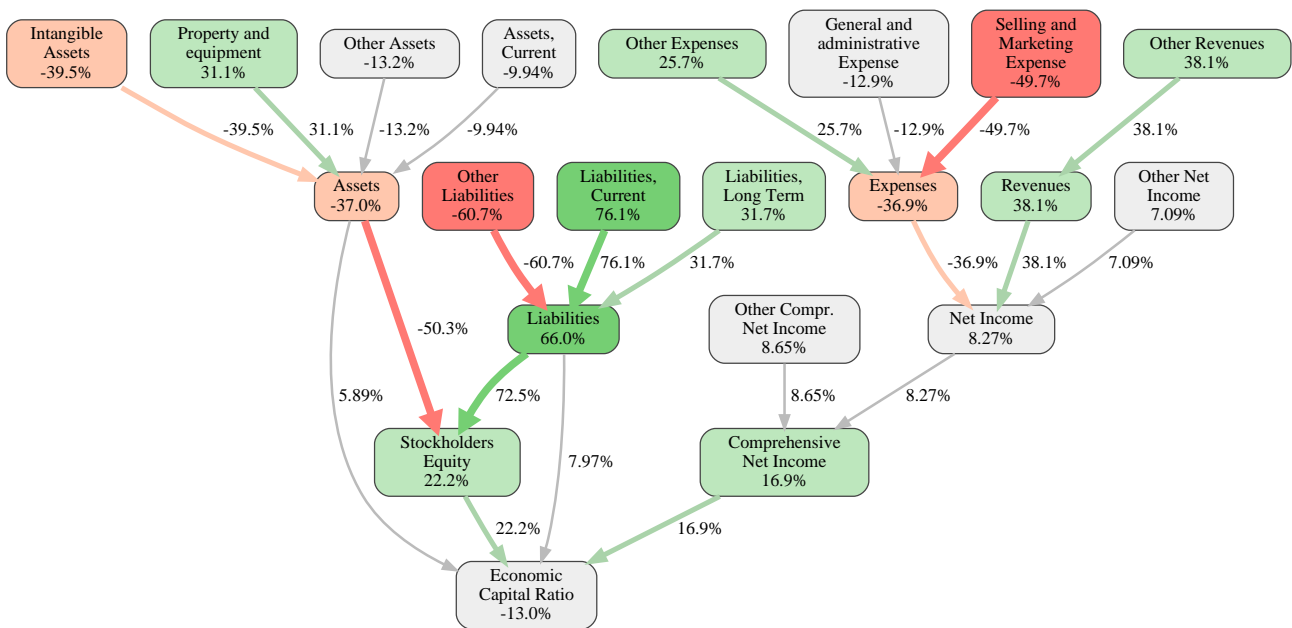 Intangible
Assets
-39.5%
Property and
equipment
31.1%
Other Assets
-13.2%
Assets,
Current
-9.94%
Other Expenses
25.7%
General and
administrative
Expense
-12.9%
Selling and
Marketing
Expense
-49.7%
Other Revenues
38.1%
-39.5%
31.1%
-13.2%
-9.94%
25.7%
-12.9%
-49.7%
38.1%
Assets
-37.0%
Other
Liabilities
-60.7%
Liabilities,
Current
76.1%
Liabilities,
Long Term
31.7%
Expenses
-36.9%
Revenues
38.1%
Other Net
Income
7.09%
-60.7%
76.1%
31.7%
-36.9%
38.1%
7.09%
-50.3%
Liabilities
66.0%
Other Compr.
Net Income
8.65%
Net Income
8.27%
5.89%
72.5%
8.65%
8.27%
Stockholders
Equity
22.2%
7.97%
Comprehensive
Net Income
16.9%
22.2%
16.9%
Economic
Capital Ratio
-13.0%